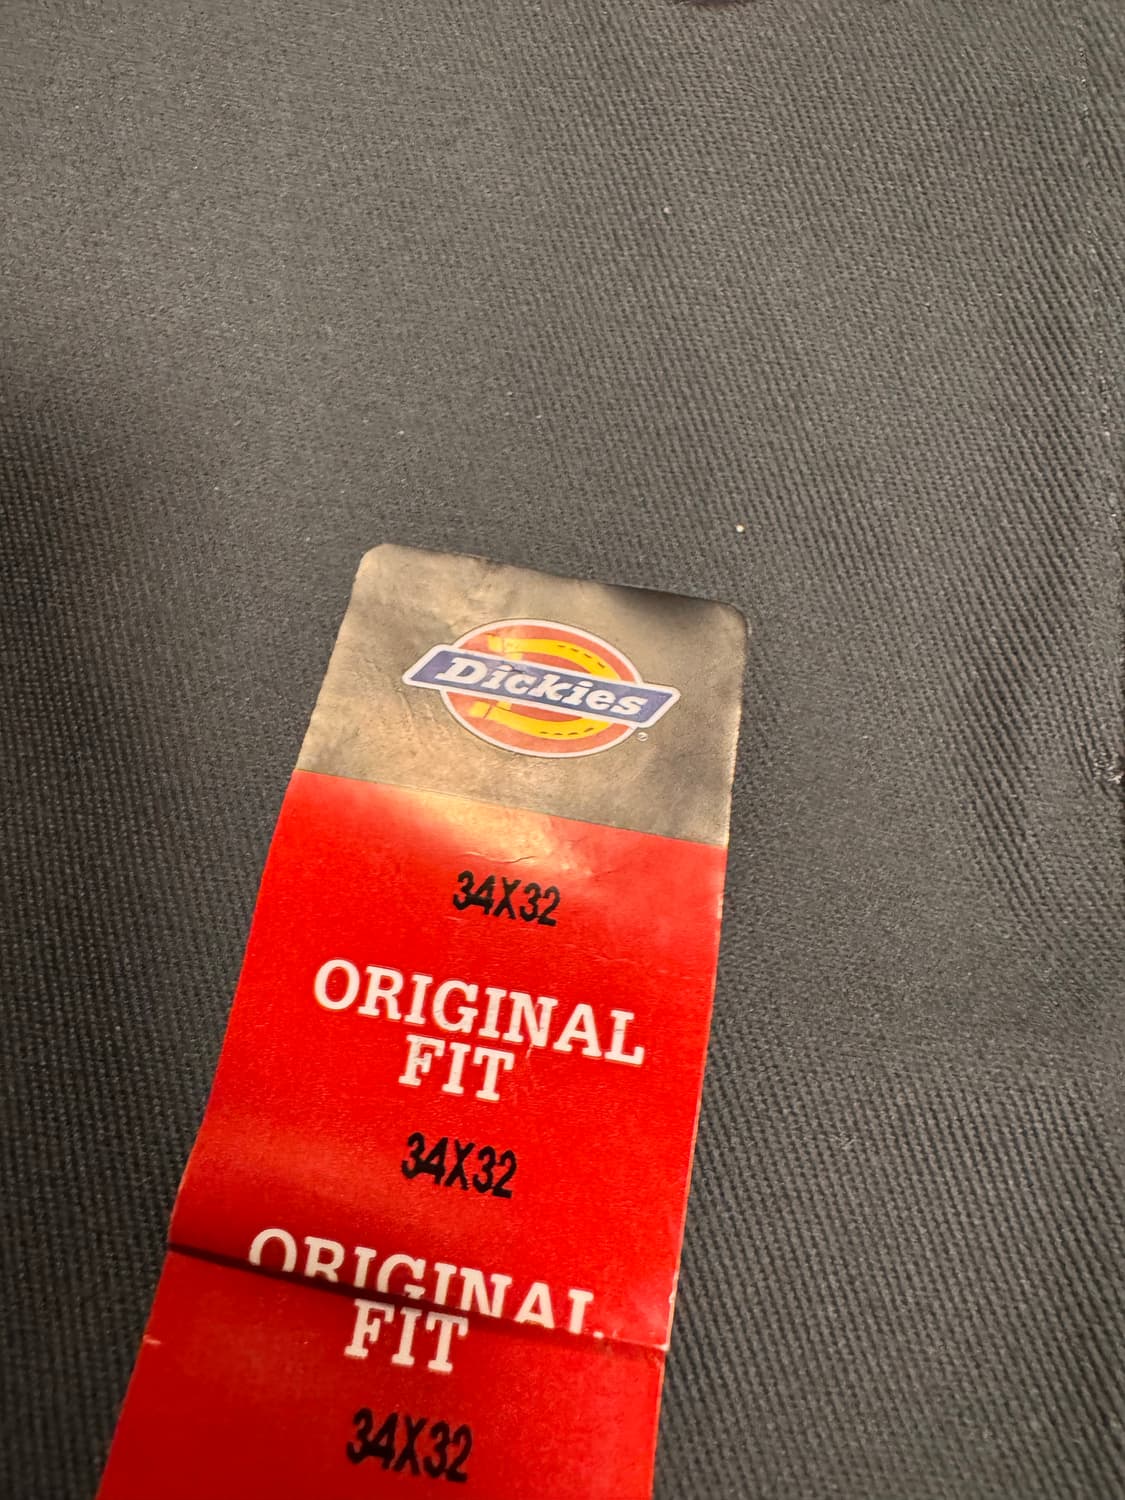 Dickies
34X32
ORIGINAL
FIT
34X32
ORIGINAL
FIT
34X32